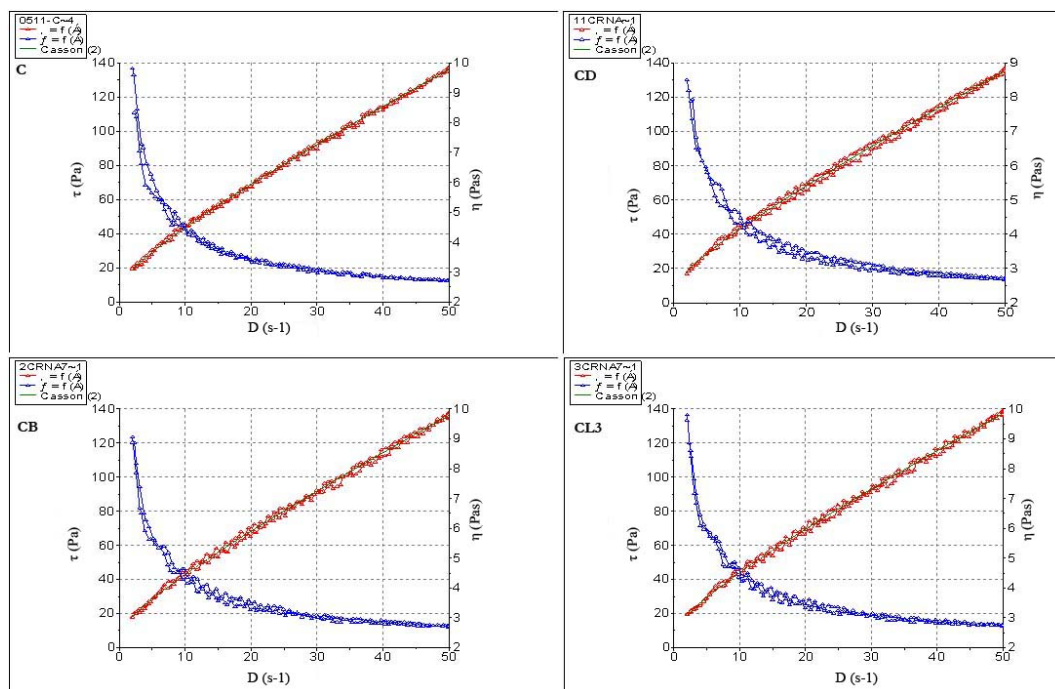 0511-C~4
, = f (Á)
ƒ = f (Á)
Casson (2)
C
140
120
100
80
60
40
20
0
τ (Pa)
10
9
8
7
6
5
4
3
2
η (Pas)
0 10 20 30 40 50
D (s-1)
11CRNA~1
, = f (Á)
ƒ = f (Á)
Casson (2)
CD
140
120
100
80
60
40
20
0
τ (Pa)
9
8
7
6
5
4
3
2
η (Pas)
0 10 20 30 40 50
D (s-1)
2CRNA7~1
, = f (Á)
ƒ = f (Á)
Casson (2)
CB
140
120
100
80
60
40
20
0
τ (Pa)
10
9
8
7
6
5
4
3
2
η (Pas)
0 10 20 30 40 50
D (s-1)
3CRNA7~1
, = f (Á)
ƒ = f (Á)
Casson (2)
CL3
140
120
100
80
60
40
20
0
τ (Pa)
10
9
8
7
6
5
4
3
2
η (Pas)
0 10 20 30 40 50
D (s-1)